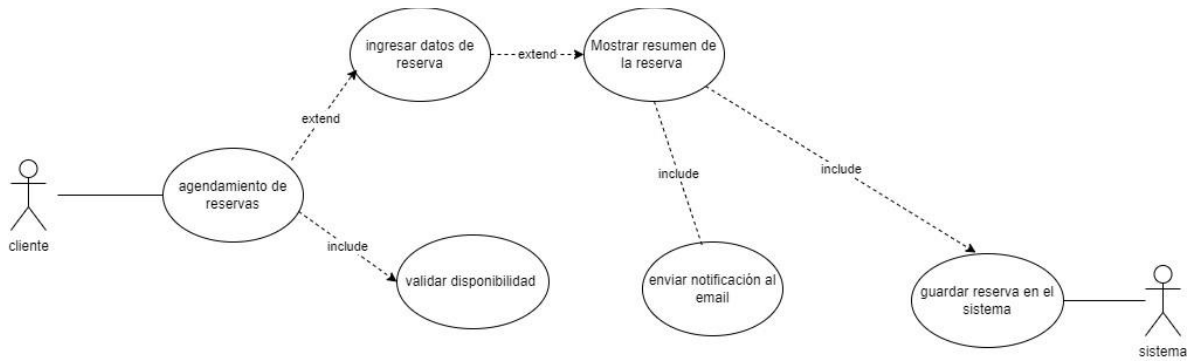 ingresar datos de
reserva
extend
Mostrar resumen de
la reserva
extend
include
include
agendamiento de
reservas
cliente
include
validar disponibilidad
enviar notificación al
email
guardar reserva en el
sistema
sistema